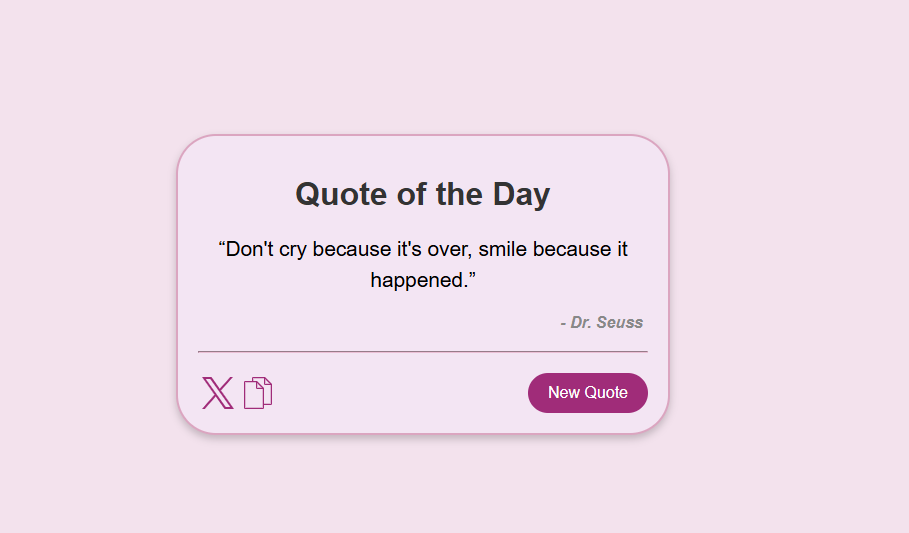 Quote of the Day
“Don't cry because it's over, smile because it
happened.”
- Dr. Seuss
New Quote